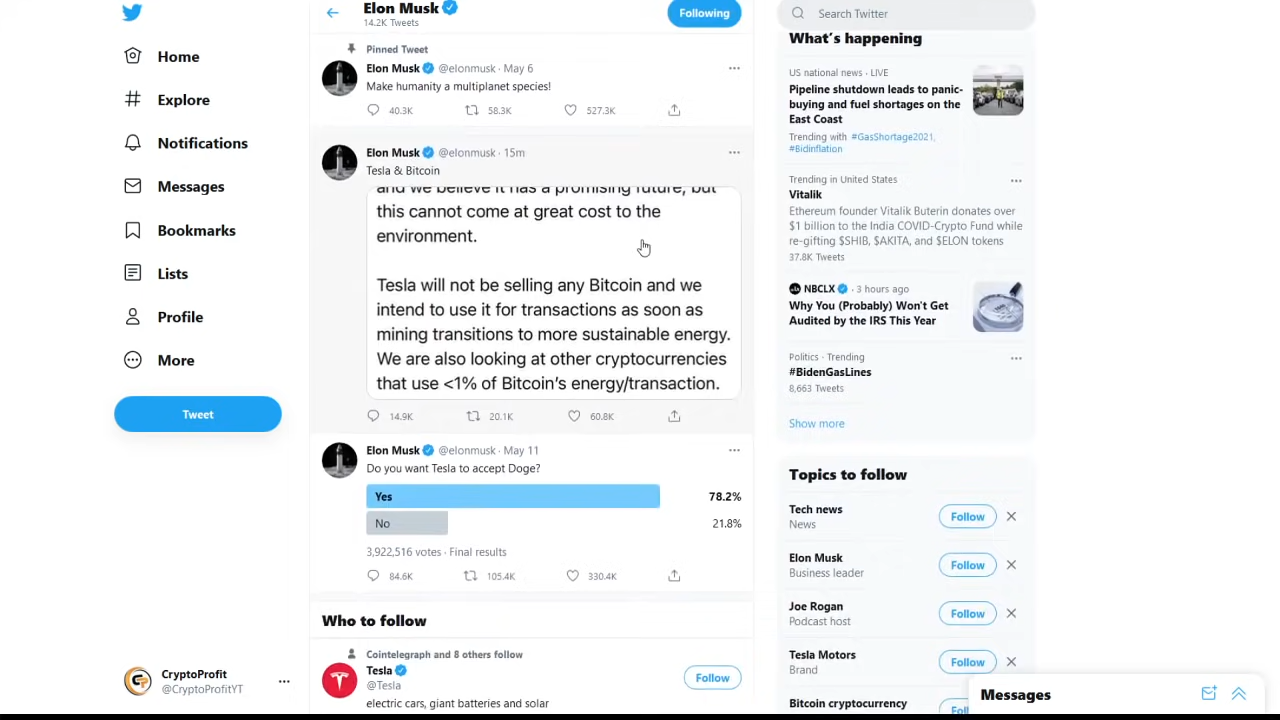 Home
Explore
Notifications
Messages
Bookmarks
Lists
Profile
More
Tweet
CryptoProfit
@CryptoProfitYT
Elon Musk
14.2K Tweets
Following
Pinned Tweet
Elon Musk @elonmusk · May 6
Make humanity a multiplanet species!
40.3K 58.3K 527.3K
Elon Musk @elonmusk · 15m
Tesla & Bitcoin
and we believe it has a promising future, but
this cannot come at great cost to the
environment.
Tesla will not be selling any Bitcoin and we
intend to use it for transactions as soon as
mining transitions to more sustainable energy.
We are also looking at other cryptocurrencies
that use <1% of Bitcoin's energy/transaction.
14.9K 20.1K 60.8K
Elon Musk @elonmusk · May 11
Do you want Tesla to accept Doge?
Yes 78.2%
No 21.8%
3,922,516 votes · Final results
84.6K 105.4K 330.4K
Who to follow
Cointelegraph and 8 others follow
Tesla
@Tesla
Follow
electric cars, giant batteries and solar
Search Twitter
What's happening
US national news · LIVE
Pipeline shutdown leads to panic-
buying and fuel shortages on the
East Coast
Trending with #GasShortage2021,
#Bidinflation
Trending in United States
Vitalik
Ethereum founder Vitalik Buterin donates over
$1 billion to the India COVID-Crypto Fund while
re-gifting $SHIB, $AKITA, and $ELON tokens
37.8K Tweets
NBCLX · 3 hours ago
Why You (Probably) Won't Get
Audited by the IRS This Year
Politics · Trending
#BidenGasLines
8,663 Tweets
Show more
Topics to follow
Tech news
News
Follow
Elon Musk
Business leader
Follow
Joe Rogan
Podcast host
Follow
Tesla Motors
Brand
Follow
Bitcoin cryptocurrency
Messages